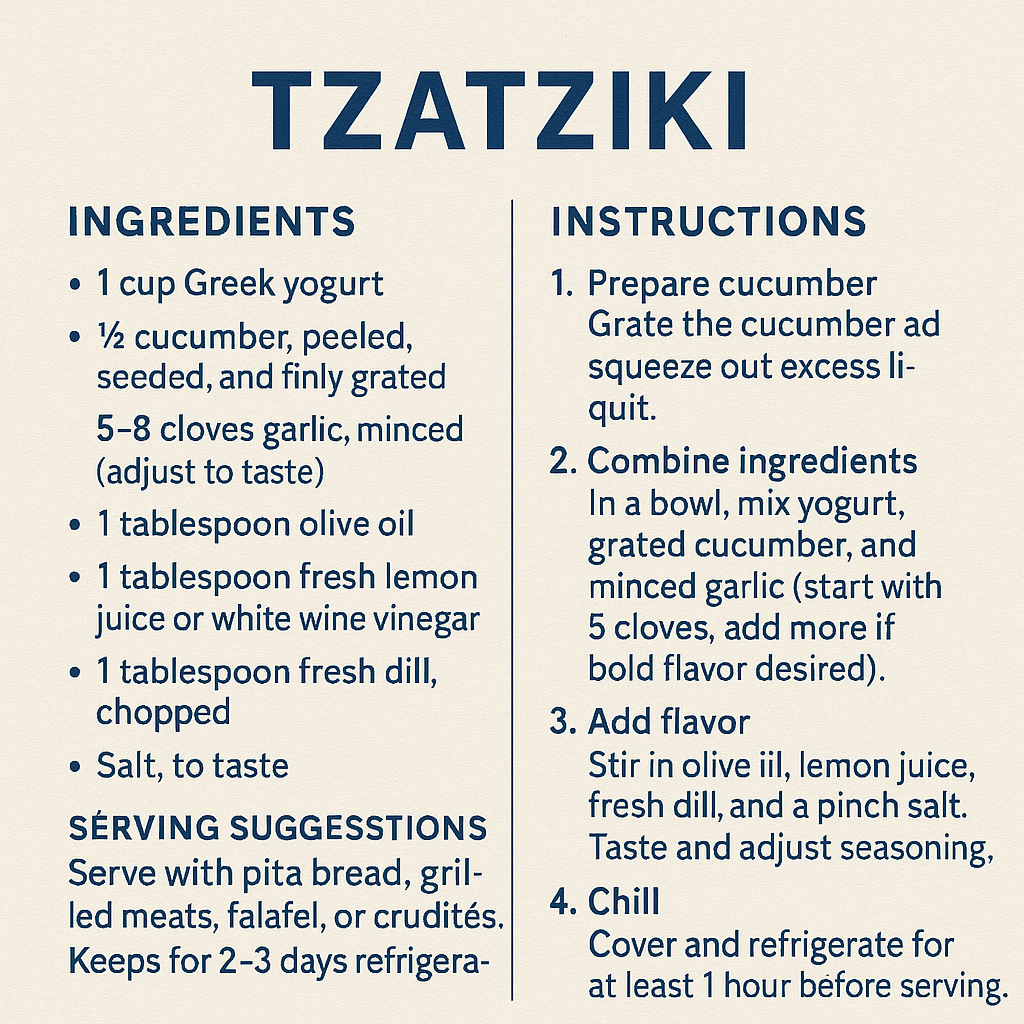 TZATZIKI
INGREDIENTS
• 1 cup Greek yogurt
• ½ cucumber, peeled,
seeded, and finly grated
5–8 cloves garlic, minced
(adjust to taste)
• 1 tablespoon olive oil
• 1 tablespoon fresh lemon
juice or white wine vinegar
• 1 tablespoon fresh dill,
chopped
• Salt, to taste
SÉRVING SUGGESSTIONS
Serve with pita bread, gril-
led meats, falafel, or crudités.
Keeps for 2–3 days refrigera-
INSTRUCTIONS
1. Prepare cucumber
Grate the cucumber ad
squeeze out excess li-
quit.
2. Combine ingredients
In a bowl, mix yogurt,
grated cucumber, and
minced garlic (start with
5 cloves, add more if
bold flavor desired).
3. Add flavor
Stir in olive iil, lemon juice,
fresh dill, and a pinch salt.
Taste and adjust seasoning,
4. Chill
Cover and refrigerate for
at least 1 hour béfore serving.